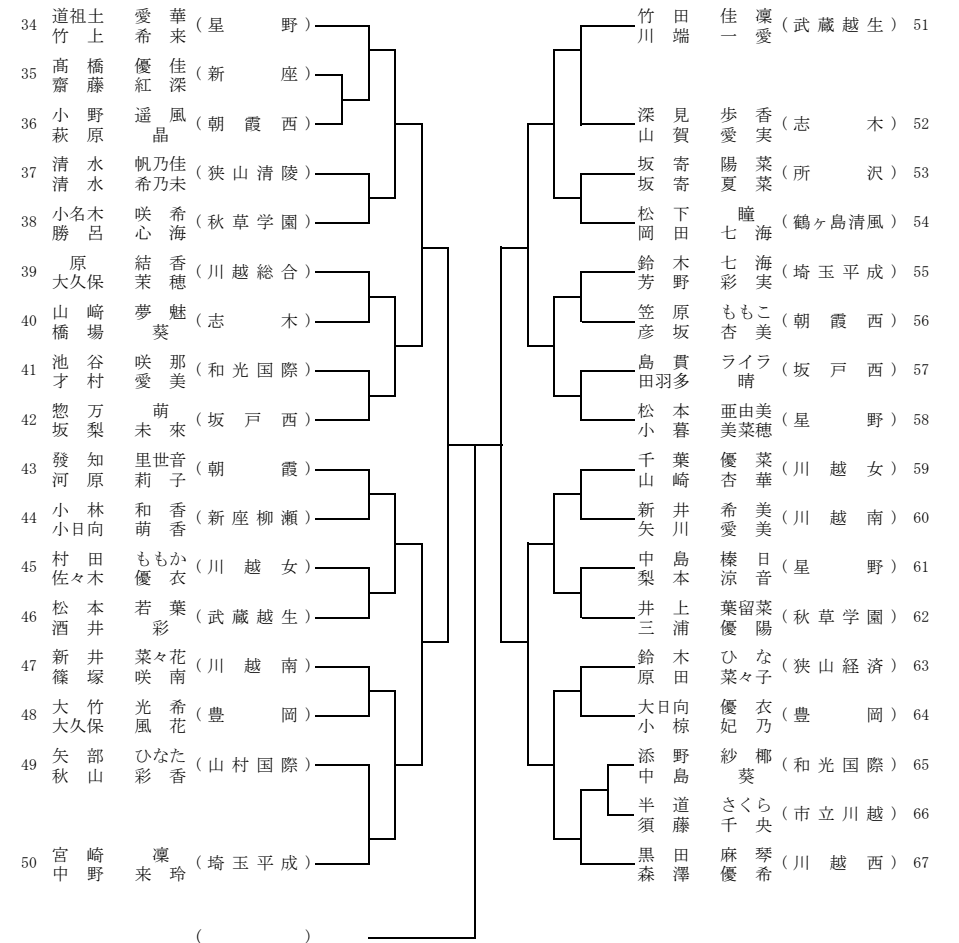 34 道祖土 愛華 (星野)
竹上 希来
35 髙橋 優佳 (新座)
齋藤 紅深
36 小野 遥風 (朝霞西)
萩原 晶
37 清水 帆乃佳 (狭山清陵)
清水 希乃未
38 小名木 咲希 (秋草学園)
勝呂 心海
39 原 結香 (川越総合)
大久保 茉穂
40 山﨑 夢魅 (志木)
橋場 葵
41 池谷 咲那 (和光国際)
才村 愛美
42 惣万 萌 (坂戸西)
坂梨 未來
43 發知 里世音 (朝霞)
河原 莉子
44 小林 和香 (新座柳瀬)
小日向 萌香
45 村田 ももか (川越女)
佐々木 優衣
46 松本 若葉 (武蔵越生)
酒井 彩
47 新井 菜々花 (川越南)
篠塚 咲南
48 大竹 光希 (豊岡)
大久保 風花
49 矢部 ひなた (山村国際)
秋山 彩香
50 宮崎 凜 (埼玉平成)
中野 来玲
( )
竹田 佳凜 (武蔵越生) 51
川端 一愛
深見 歩香 (志木) 52
山賀 愛実
坂寄 陽菜 (所沢) 53
坂寄 夏菜
松下 瞳 (鶴ヶ島清風) 54
岡田 七海
鈴木 七海 (埼玉平成) 55
芳野 彩実
笠原 ももこ (朝霞西) 56
彦坂 杏美
島貫 ライラ (坂戸西) 57
田羽多 晴
松本 亜由美 (星野) 58
小暮 美菜穂
千葉 優菜 (川越女) 59
山崎 杏華
新井 希美 (川越南) 60
矢川 愛美
中島 榛日 (星野) 61
梨本 涼音
井上 葉留菜 (秋草学園) 62
三浦 優陽
鈴木 ひな (狭山経済) 63
原田 菜々子
大日向 優衣 (豊岡) 64
小椋 妃乃
添野 紗椰 (和光国際) 65
中島 葵
半道 さくら (市立川越) 66
須藤 千央
黒田 麻琴 (川越西) 67
森澤 優希